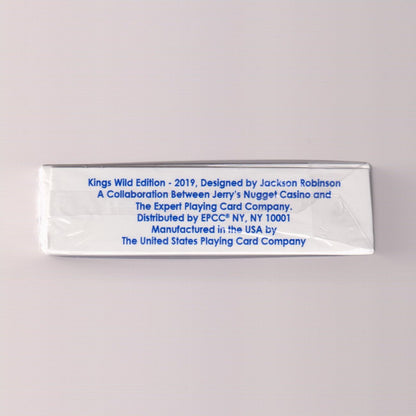 Kings Wild Edition - 2019, Designed by Jackson Robinson
A Collaboration Between Jerry's Nugget Casino and
The Expert Playing Card Company.
Distributed by EPCC® NY, NY 10001
Manufactured in the USA by
The United States Playing Card Company